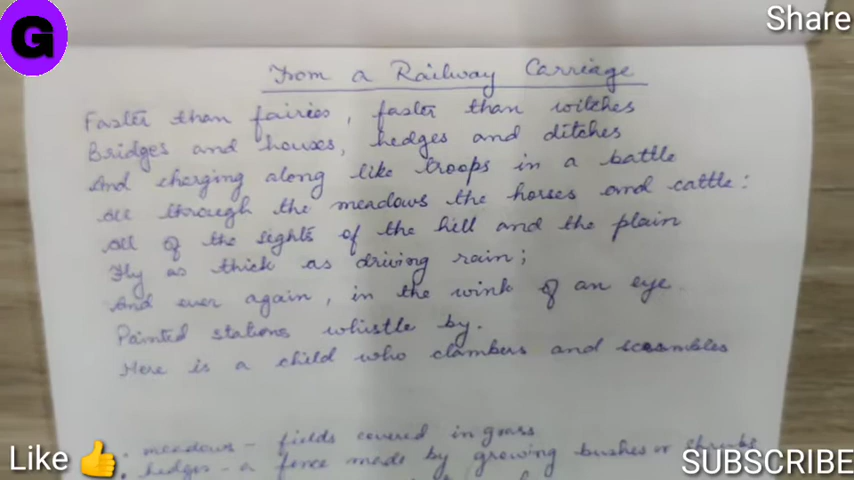 G
Share
From a Railway Carriage
Faster than fairies, faster than witches
Bridges and houses, hedges and ditches
And charging along like troops in a battle
All through the meadows the horses and cattle:
All of the sights of the hill and the plain
Fly as thick as driving rain;
And ever again, in the wink of an eye.
Painted stations whistle by.
Here is a child who clambers and scrambles
. meadows - fields covered in grass
. hedges - a fence made by growing bushes or shrubs
Like 👍
SUBSCRIBE